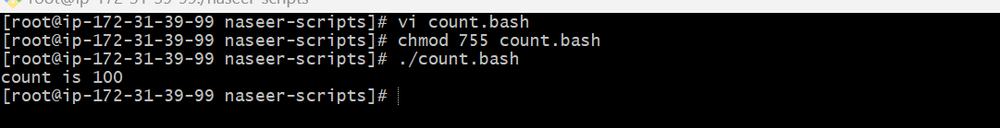 [root@ip-172-31-39-99 naseer-scripts]# vi count.bash
[root@ip-172-31-39-99 naseer-scripts]# chmod 755 count.bash
[root@ip-172-31-39-99 naseer-scripts]# ./count.bash
count is 100
[root@ip-172-31-39-99 naseer-scripts]#